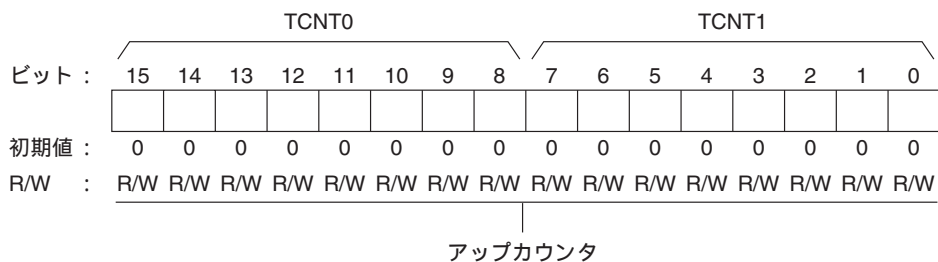 TCNT0 TCNT1
ビット : 15 14 13 12 11 10 9 8 7 6 5 4 3 2 1 0
初期値 : 0 0 0 0 0 0 0 0 0 0 0 0 0 0 0 0
R/W : R/W R/W R/W R/W R/W R/W R/W R/W R/W R/W R/W R/W R/W R/W R/W R/W
アップカウンタ